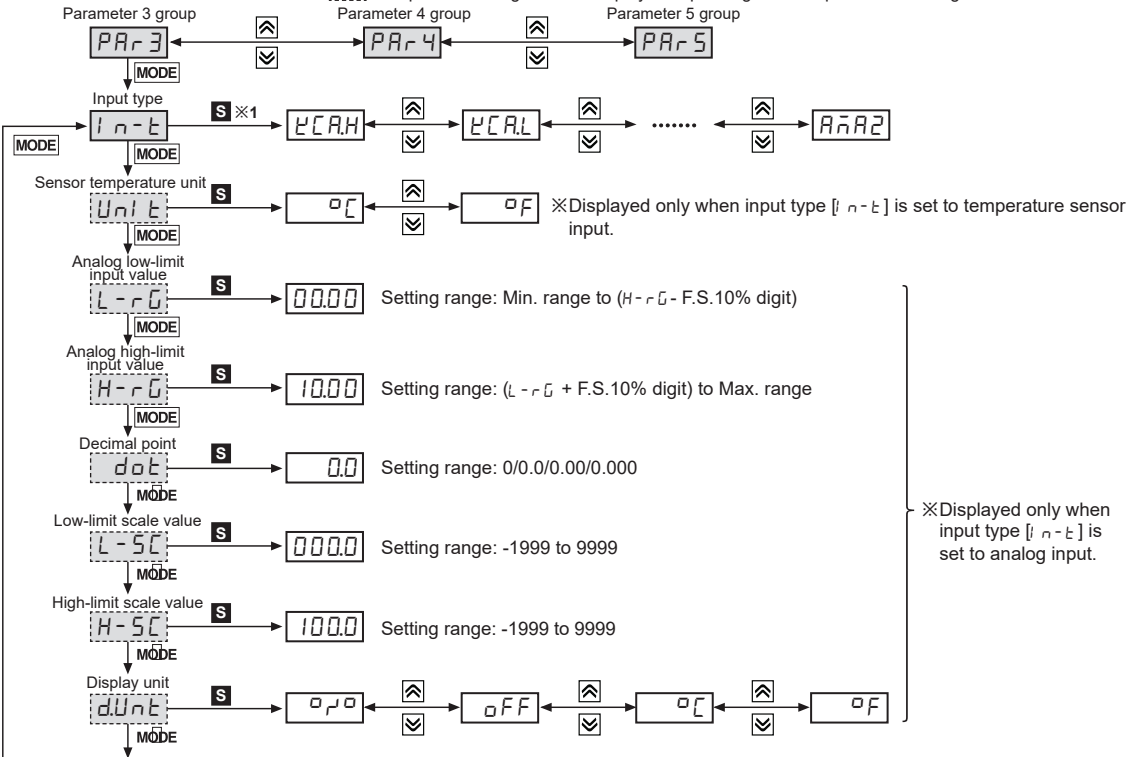 Parameter 3 group Parameter 4 group Parameter 5 group
PAr3 PAr4 PAr5
MODE
Input type
In-t S ※1 KCA.H KCA.L ······· AMA2
MODE
MODE
Sensor temperature unit
UnIt S °C °F ※Displayed only when input type [In-t] is set to temperature sensor
input.
MODE
Analog low-limit
input value
L-rG S 00.00 Setting range: Min. range to (H-rG- F.S.10% digit)
MODE
Analog high-limit
input value
H-rG S 10.00 Setting range: (L-rG + F.S.10% digit) to Max. range
MODE
Decimal point
dot S 0.0 Setting range: 0/0.0/0.00/0.000
MODE
※Displayed only when
input type [In-t] is
set to analog input.
Low-limit scale value
L-SC S 000.0 Setting range: -1999 to 9999
MODE
High-limit scale value
H-SC S 100.0 Setting range: -1999 to 9999
MODE
Display unit
d.Unt S oFF °C °F
MODE